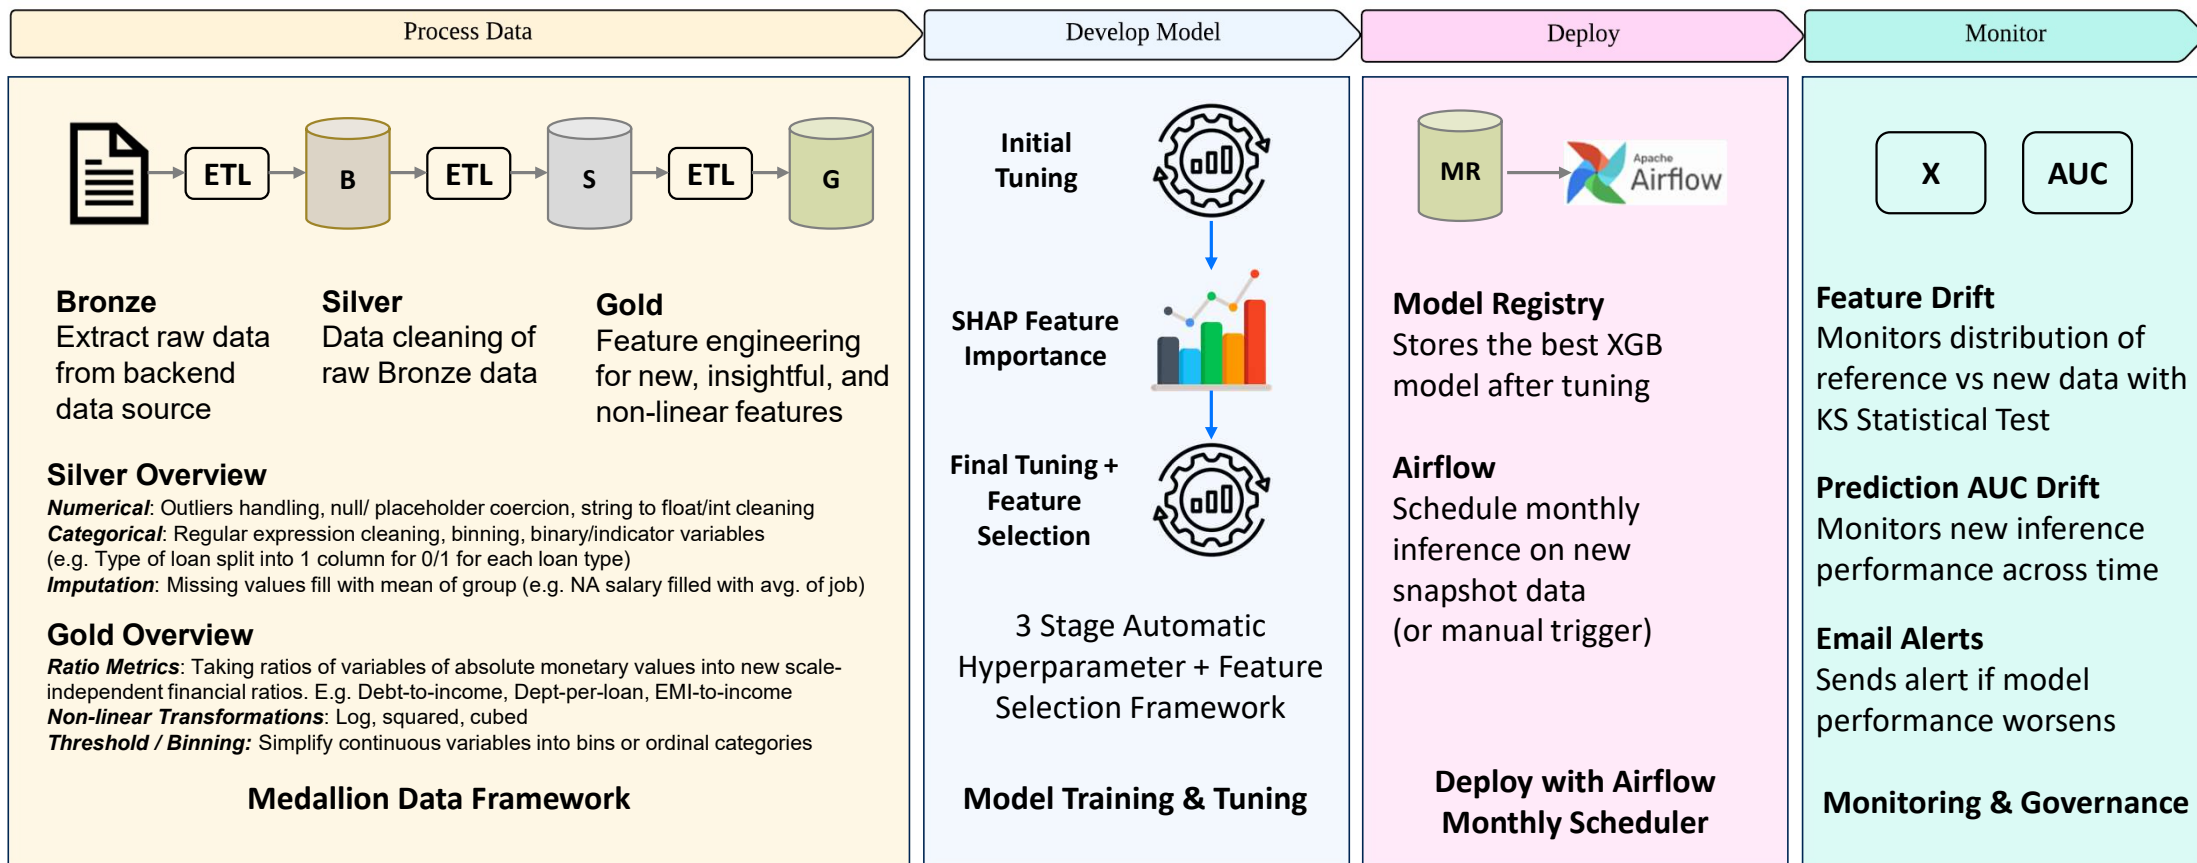 Process Data
Develop Model
Deploy
Monitor
ETL
B
ETL
S
ETL
G
Bronze
Extract raw data
from backend
data source
Silver
Data cleaning of
raw Bronze data
Gold
Feature engineering
for new, insightful, and
non-linear features
Silver Overview
Numerical: Outliers handling, null/ placeholder coercion, string to float/int cleaning
Categorical: Regular expression cleaning, binning, binary/indicator variables
(e.g. Type of loan split into 1 column for 0/1 for each loan type)
Imputation: Missing values fill with mean of group (e.g. NA salary filled with avg. of job)
Gold Overview
Ratio Metrics: Taking ratios of variables of absolute monetary values into new scale-
independent financial ratios. E.g. Debt-to-income, Dept-per-loan, EMI-to-income
Non-linear Transformations: Log, squared, cubed
Threshold / Binning: Simplify continuous variables into bins or ordinal categories
Medallion Data Framework
Initial
Tuning
SHAP Feature
Importance
Final Tuning +
Feature
Selection
3 Stage Automatic
Hyperparameter + Feature
Selection Framework
Model Training & Tuning
MR
Apache
Airflow
Model Registry
Stores the best XGB
model after tuning
Airflow
Schedule monthly
inference on new
snapshot data
(or manual trigger)
Deploy with Airflow
Monthly Scheduler
X
AUC
Feature Drift
Monitors distribution of
reference vs new data with
KS Statistical Test
Prediction AUC Drift
Monitors new inference
performance across time
Email Alerts
Sends alert if model
performance worsens
Monitoring & Governance